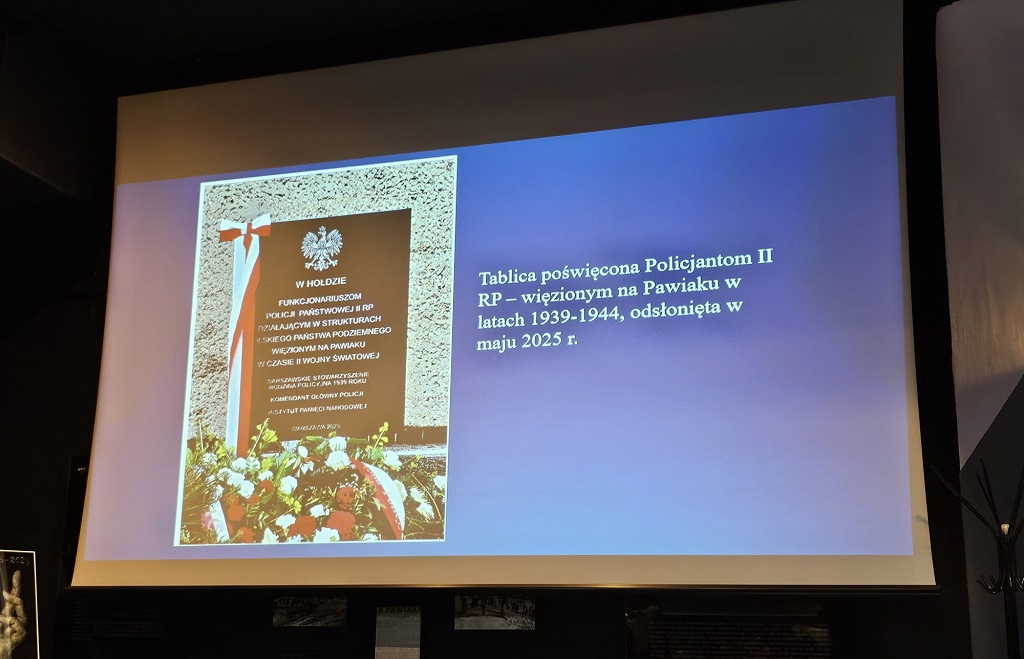 W HOŁDZIE
FUNKCJONARIUSZOM
POLICJI PAŃSTWOWEJ II RP
DZIAŁAJĄCYM W STRUKTURACH
SKIEGO PAŃSTWA PODZIEMNEGO
WIĘZIONYM NA PAWIAKU
W CZASIE II WOJNY ŚWIATOWEJ
WARSZAWSKIE STOWARZYSZENIE
RODZINA POLICYJNA 1939 ROKU
KOMENDANT GŁÓWNY POLICJI
INSTYTUT PAMIĘCI NARODOWEJ
WARSZAWA 2025
Tablica poświęcona Policjantom II
RP – więzionym na Pawiaku w
latach 1939-1944, odsłonięta w
maju 2025 r.